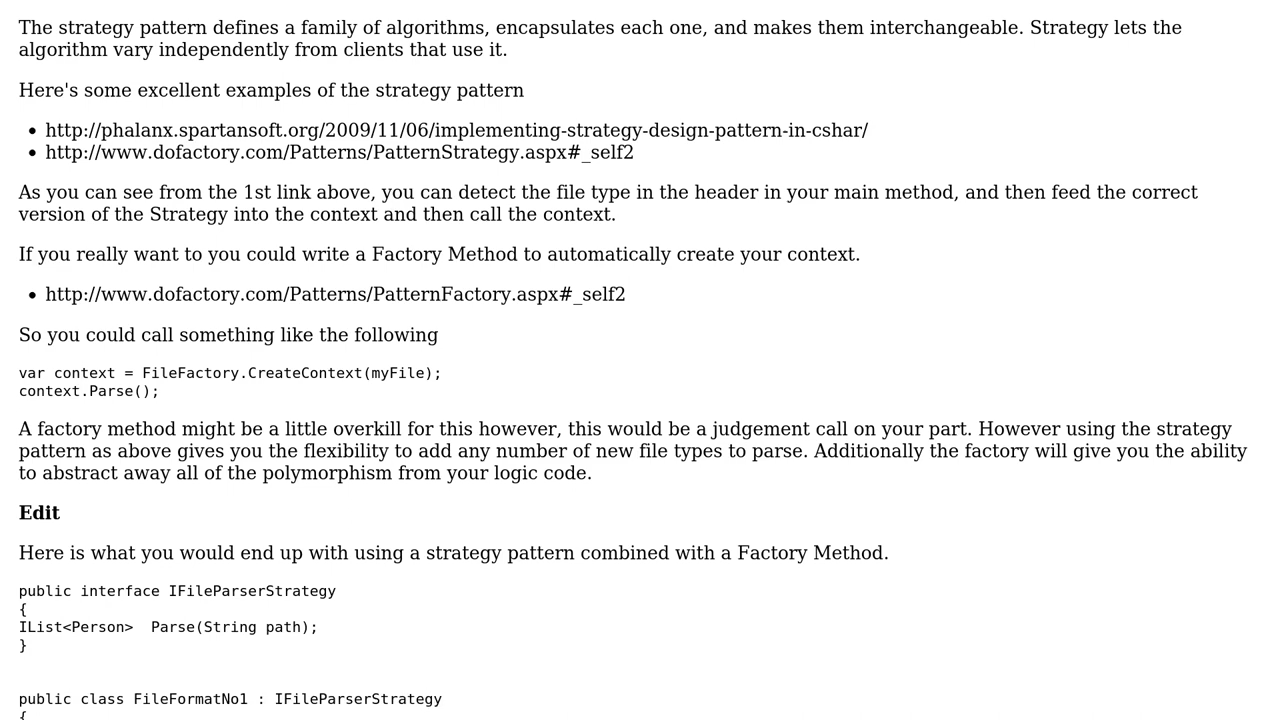 The strategy pattern defines a family of algorithms, encapsulates each one, and makes them interchangeable. Strategy lets the
algorithm vary independently from clients that use it.
Here's some excellent examples of the strategy pattern
• http://phalanx.spartansoft.org/2009/11/06/implementing-strategy-design-pattern-in-cshar/
• http://www.dofactory.com/Patterns/PatternStrategy.aspx#_self2
As you can see from the 1st link above, you can detect the file type in the header in your main method, and then feed the correct
version of the Strategy into the context and then call the context.
If you really want to you could write a Factory Method to automatically create your context.
• http://www.dofactory.com/Patterns/PatternFactory.aspx#_self2
So you could call something like the following
var context = FileFactory.CreateContext(myFile);
context.Parse();
A factory method might be a little overkill for this however, this would be a judgement call on your part. However using the strategy
pattern as above gives you the flexibility to add any number of new file types to parse. Additionally the factory will give you the ability
to abstract away all of the polymorphism from your logic code.
Edit
Here is what you would end up with using a strategy pattern combined with a Factory Method.
public interface IFileParserStrategy
{
IList<Person>  Parse(String path);
}
public class FileFormatNo1 : IFileParserStrategy
{